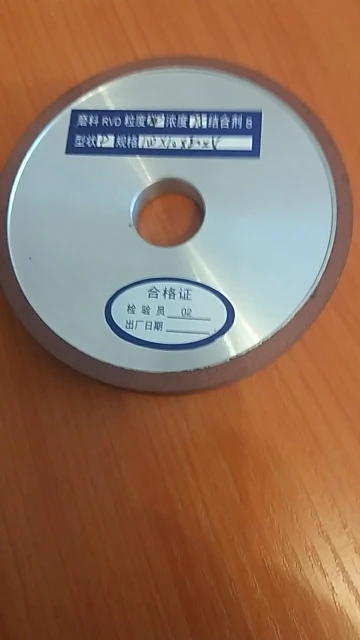 磨料 RVD 粒度 浓度 结合剂 B
型状 规格
合格证
检 验 员 02
出厂日期